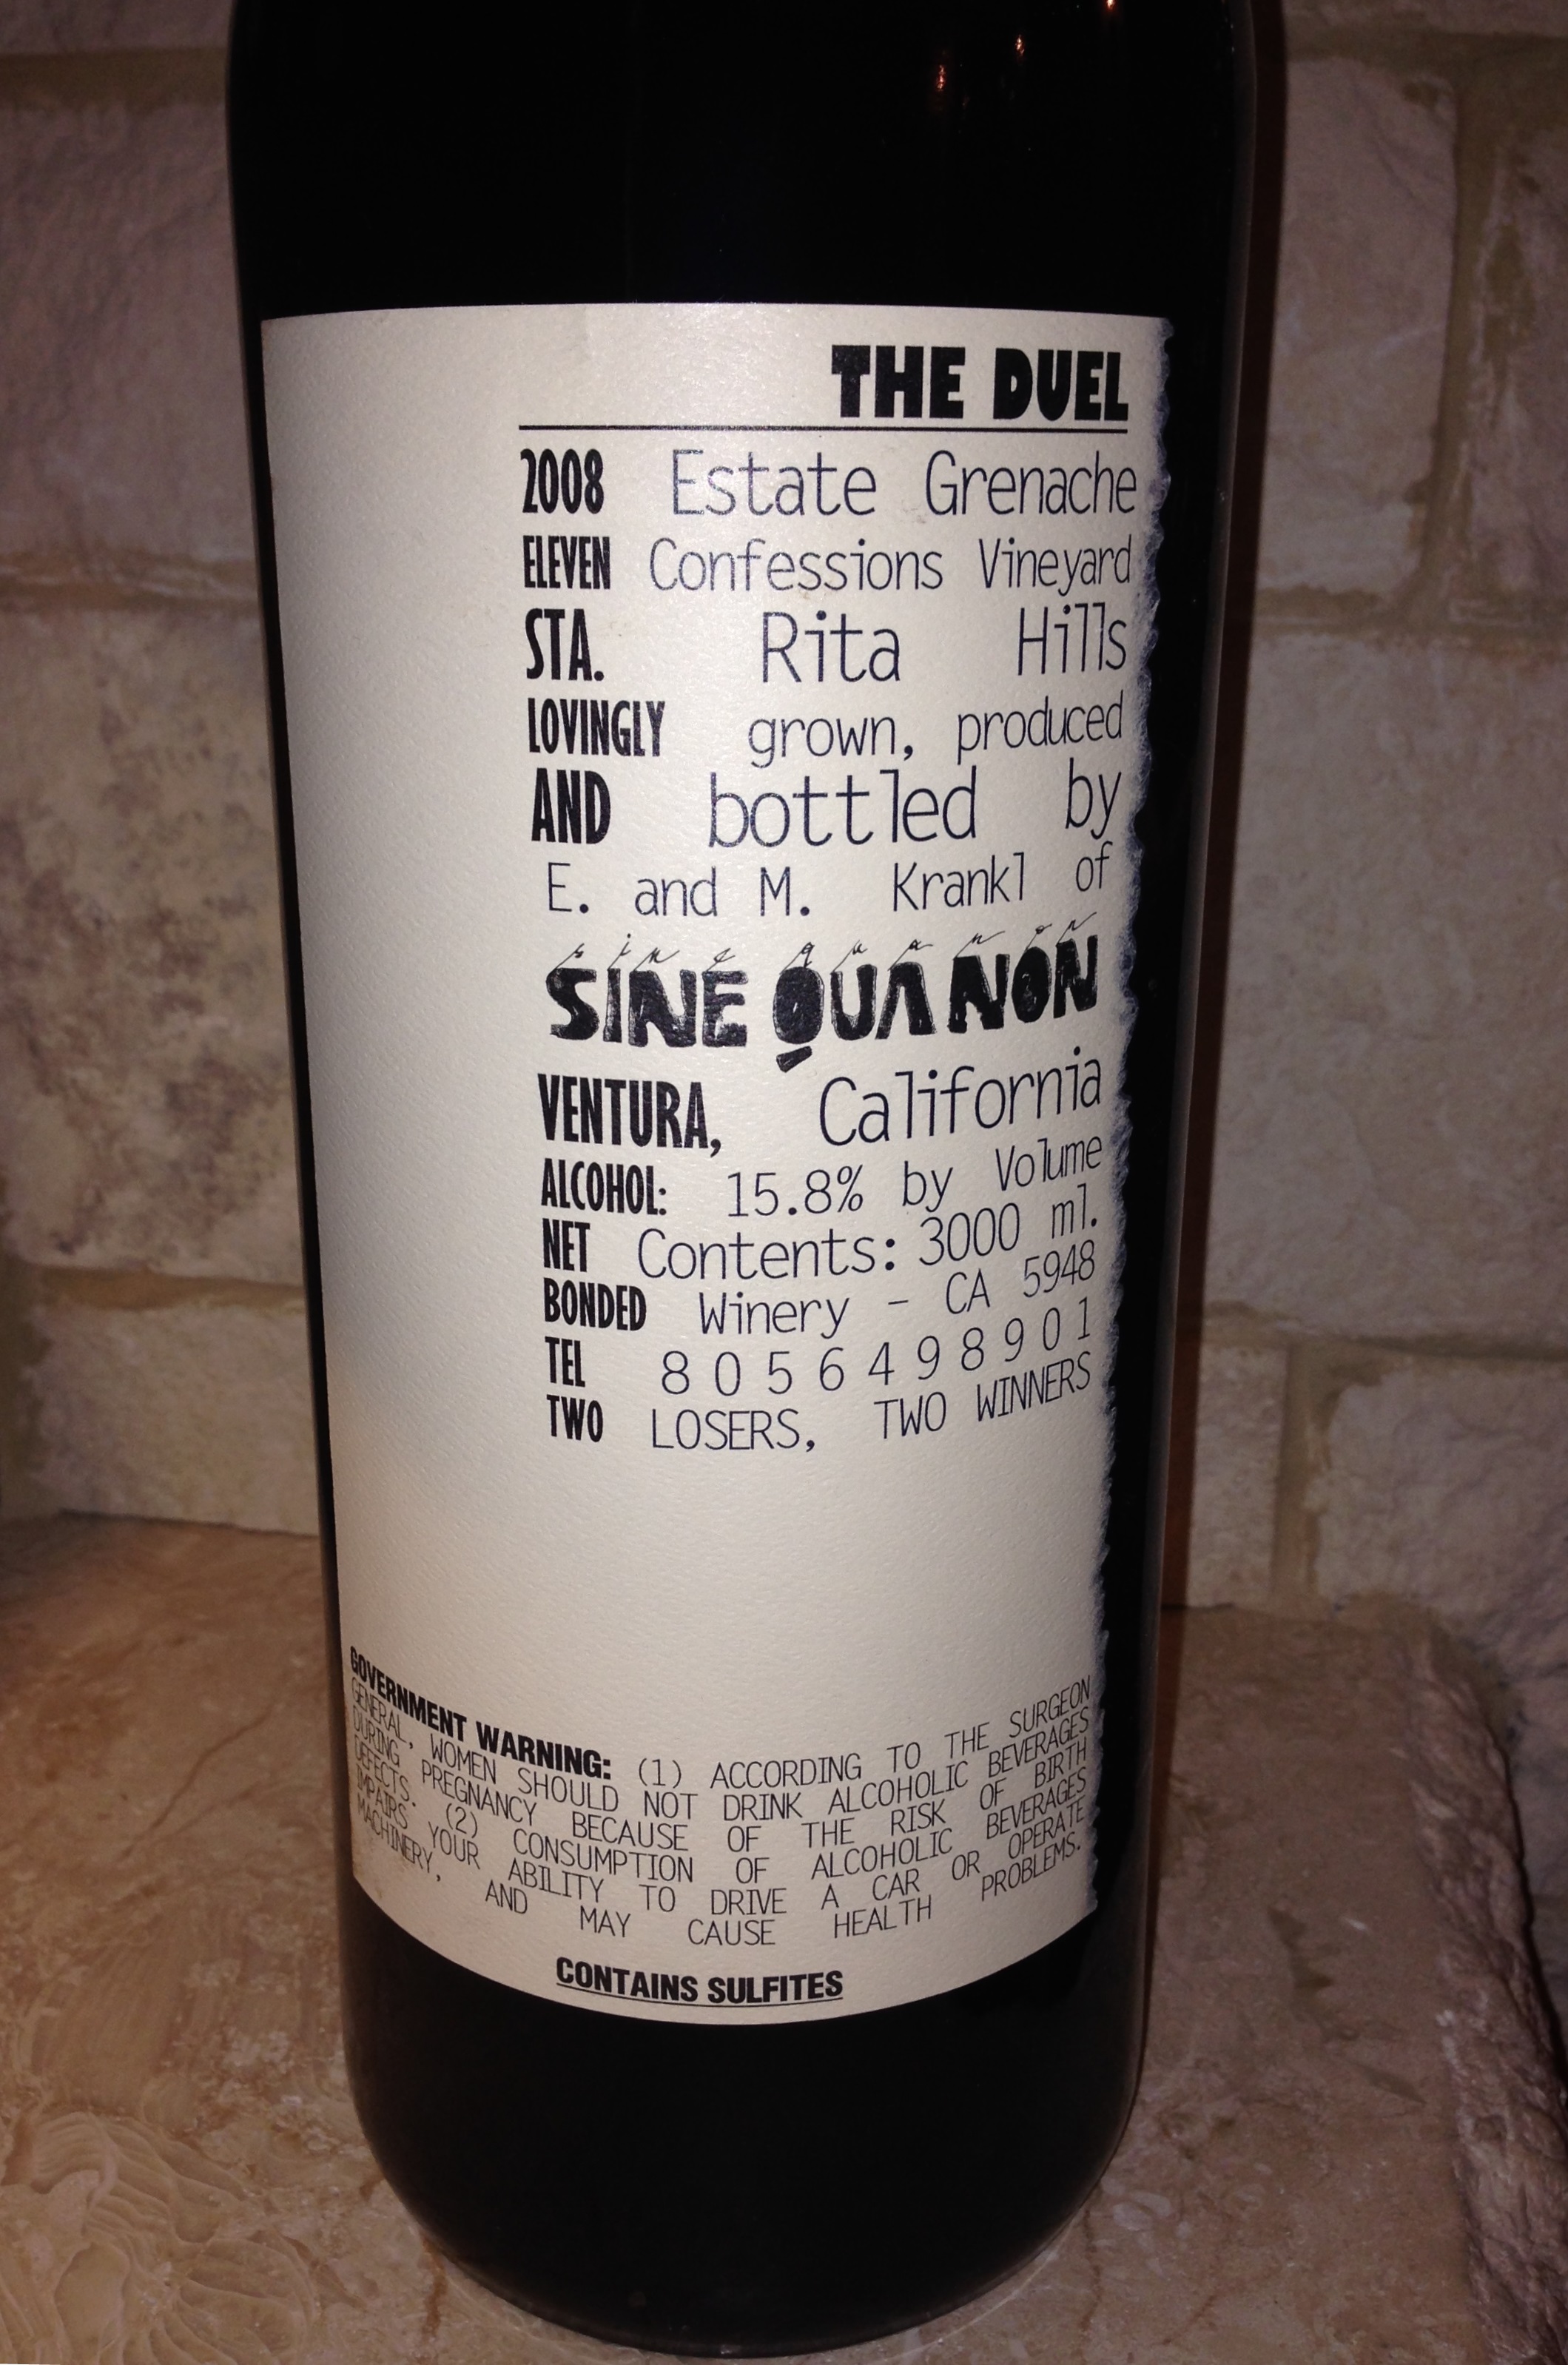 THE DUEL
2008 Estate Grenache
ELEVEN Confessions Vineyard
STA. Rita Hills
LOVINGLY grown, produced
AND bottled by
E. and M. Krankl of
sine qua non
SINE QUA NON
VENTURA, California
ALCOHOL: 15.8% by Volume
NET Contents: 3000 ml.
BONDED Winery - CA 5948
TEL 8 0 5 6 4 9 8 9 0 1
TWO LOSERS, TWO WINNERS
GOVERNMENT WARNING: (1) ACCORDING TO THE SURGEON
GENERAL, WOMEN SHOULD NOT DRINK ALCOHOLIC BEVERAGES
DURING PREGNANCY BECAUSE OF THE RISK OF BIRTH
DEFECTS. (2) CONSUMPTION OF ALCOHOLIC BEVERAGES
IMPAIRS YOUR ABILITY TO DRIVE A CAR OR OPERATE
MACHINERY, AND MAY CAUSE HEALTH PROBLEMS.
CONTAINS SULFITES